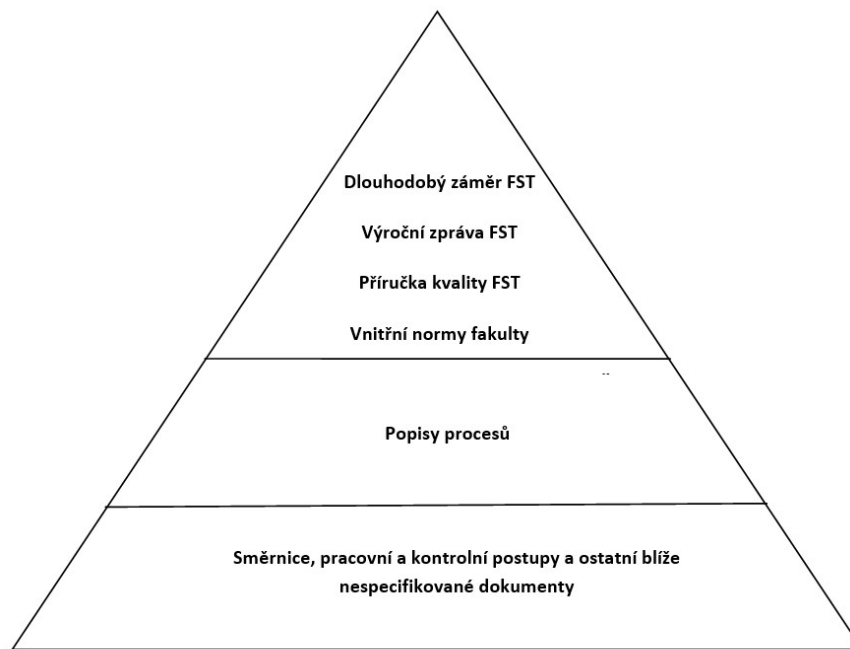 Dlouhodobý záměr FST
Výroční zpráva FST
Příručka kvality FST
Vnitřní normy fakulty
Popisy procesů
Směrnice, pracovní a kontrolní postupy a ostatní blíže
nespecifikované dokumenty